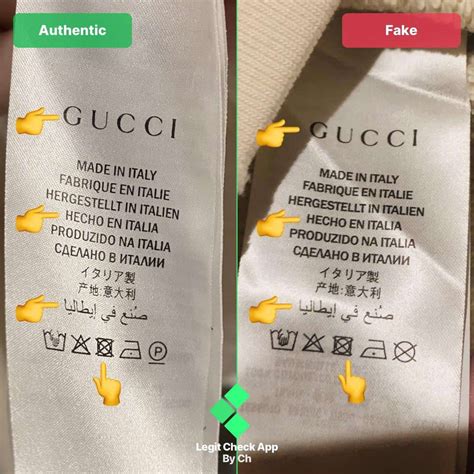 Authentic
GUCCI
MADE IN ITALY
FABRIQUE EN ITALIE
HERGESTELLT IN ITALIEN
HECHO EN ITALIA
PRODUZIDO NA ITALIA
СДЕЛАНО В ИТАЛИИ
イタリア製
产地:意大利
صُنع في إيطاليا
P
Fake
GUCCI
MADE IN ITALY
FABRIQUE EN ITALIE
HERGESTELLT IN ITALIEN
HECHO EN ITALIA
PRODUZIDO NA ITALIA
СДЕЛАНО В ИТАЛИИ
イタリア製
产地:意大利
صُنع في إيطاليا
Legit Check App
By Ch